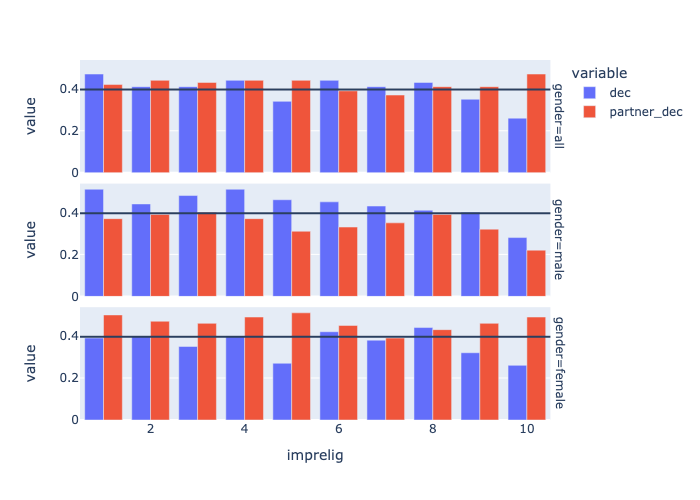 variable
dec
partner_dec
value
0.4
0.2
0
gender=all
value
0.4
0.2
0
gender=male
value
0.4
0.2
0
gender=female
2
4
6
8
10
imprelig